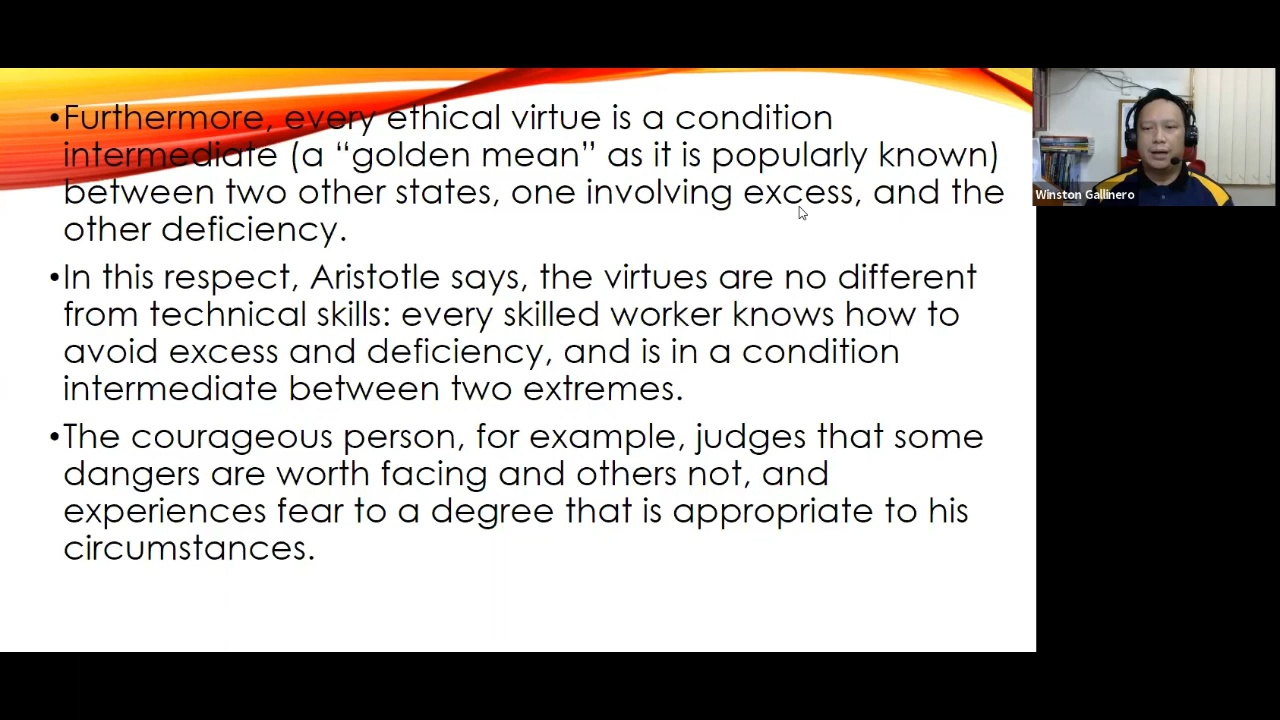 •Furthermore, every ethical virtue is a condition
intermediate (a “golden mean” as it is popularly known)
between two other states, one involving excess, and the
other deficiency.
•In this respect, Aristotle says, the virtues are no different
from technical skills: every skilled worker knows how to
avoid excess and deficiency, and is in a condition
intermediate between two extremes.
•The courageous person, for example, judges that some
dangers are worth facing and others not, and
experiences fear to a degree that is appropriate to his
circumstances.
Winston Gallinero